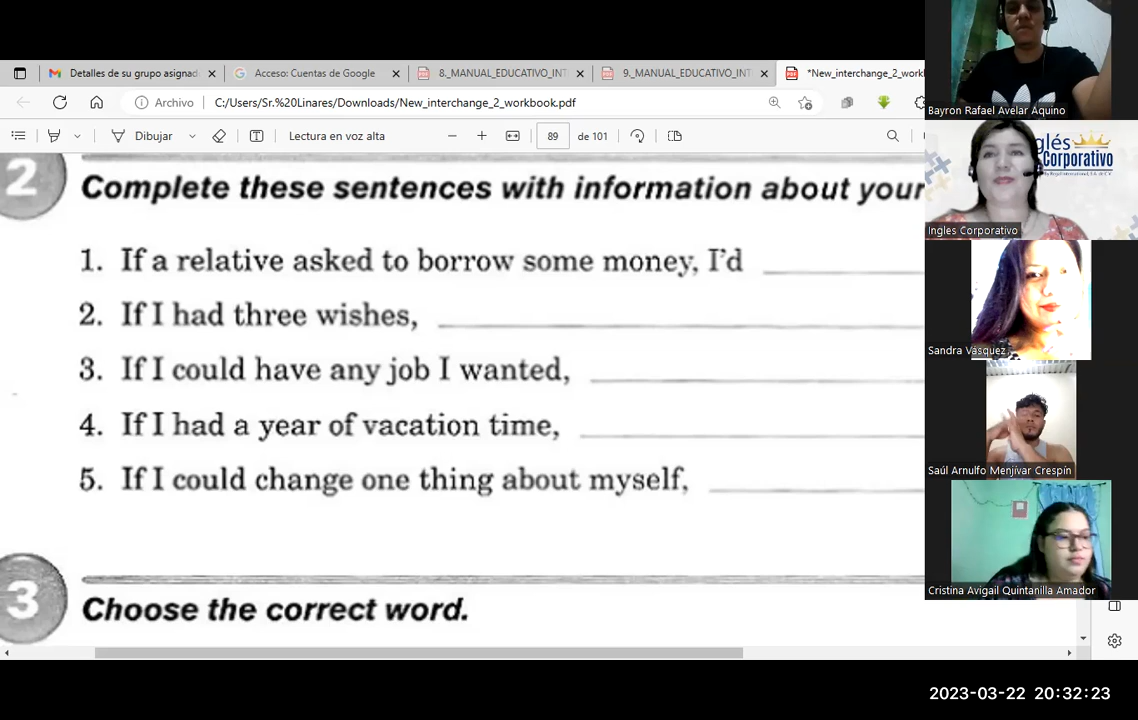 Detalles de su grupo asignad
Acceso: Cuentas de Google
8._MANUAL_EDUCATIVO_INT
9._MANUAL_EDUCATIVO_INT
*New_interchange_2_workl
Archivo
C:/Users/Sr.%20Linares/Downloads/New_interchange_2_workbook.pdf
Dibujar
Lectura en voz alta
89
de 101
2
Complete these sentences with information about your
1. If a relative asked to borrow some money, I'd
2. If I had three wishes,
3. If I could have any job I wanted,
4. If I had a year of vacation time,
5. If I could change one thing about myself,
3
Choose the correct word.
Bayron Rafael Avelar Aquino
glés
Corporativo
Ingles Corporativo
Sandra Vasquez
Saúl Arnulfo Menjívar Crespín
Cristina Avigail Quintanilla Amador
2023-03-22 20:32:23